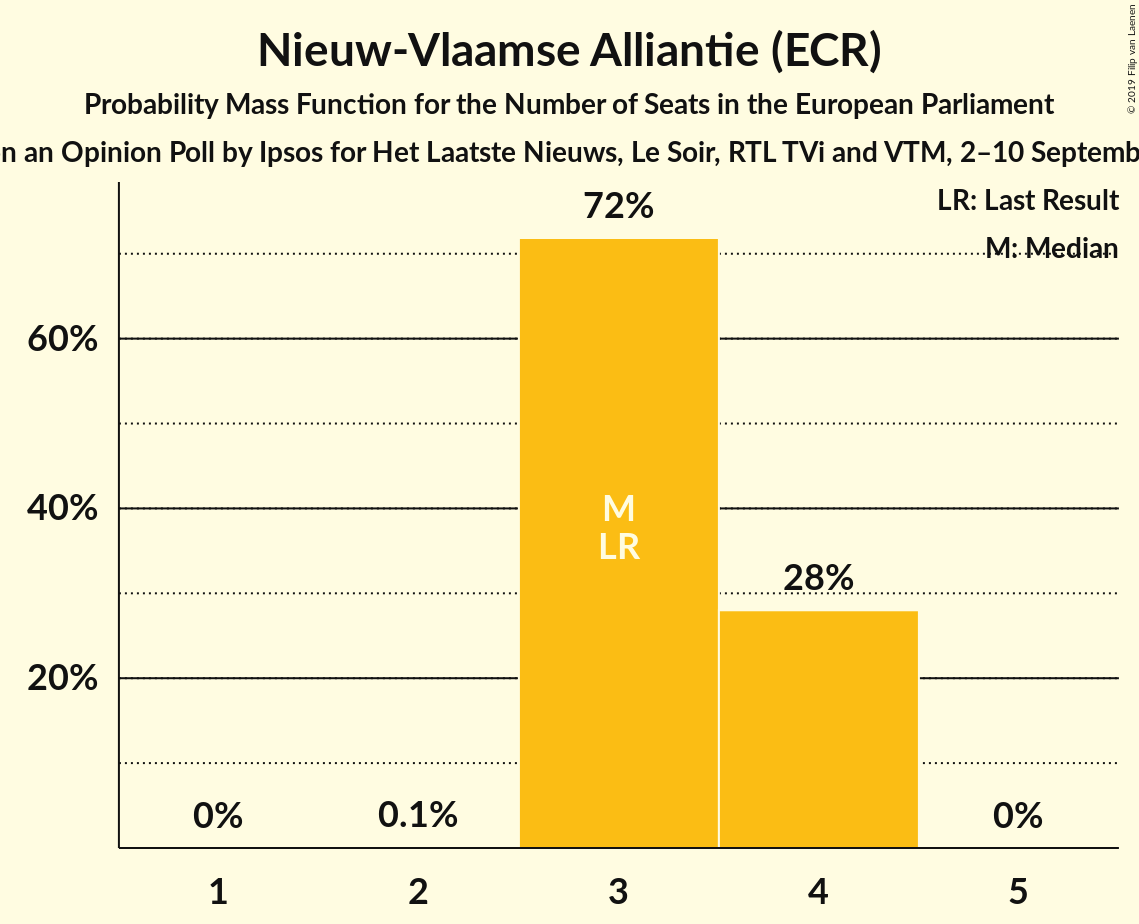 Nieuw-Vlaamse Alliantie (ECR)
Probability Mass Function for the Number of Seats in the European Parliament
an Opinion Poll by Ipsos for Het Laatste Nieuws, Le Soir, RTL TVi and VTM, 2–10
© 2019 Filip van Laenen
LR: Last Result
M: Median
72%
60%
M
40%
LR
28%
20%
0%
0.1%
0%
1 2 3 4 5